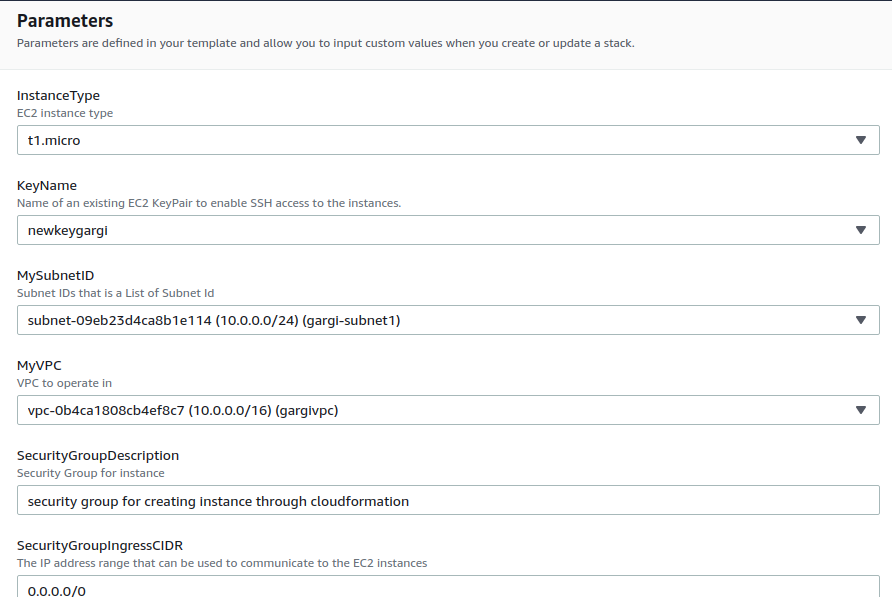 Parameters
Parameters are defined in your template and allow you to input custom values when you create or update a stack.
InstanceType
EC2 instance type
t1.micro
KeyName
Name of an existing EC2 KeyPair to enable SSH access to the instances.
newkeygargi
MySubnetID
Subnet IDs that is a List of Subnet Id
subnet-09eb23d4ca8b1e114 (10.0.0.0/24) (gargi-subnet1)
MyVPC
VPC to operate in
vpc-0b4ca1808cb4ef8c7 (10.0.0.0/16) (gargivpc)
SecurityGroupDescription
Security Group for instance
security group for creating instance through cloudformation
SecurityGroupIngressCIDR
The IP address range that can be used to communicate to the EC2 instances
0.0.0.0/0